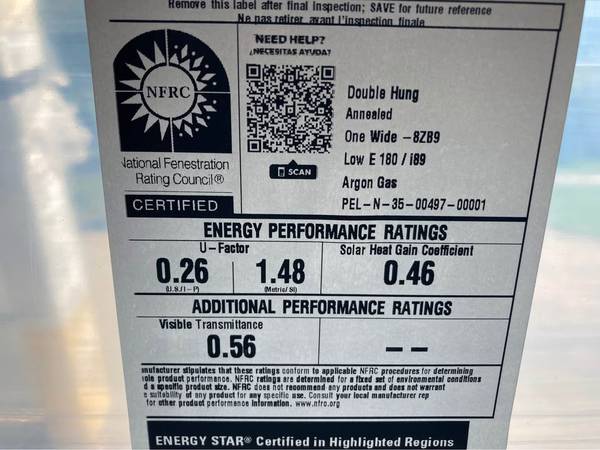 Remove this label after final Inspection; SAVE for future reference
Ne pas retirer avant l'inspection finale
NEED HELP?
¿NECESITAS AYUDA?
NFRC
National Fenestration
Rating Council®
CERTIFIED
SCAN
Double Hung
Annealed
One Wide -8ZB9
Low E 180 / i89
Argon Gas
PEL-N-35-00497-00001
ENERGY PERFORMANCE RATINGS
U-Factor
Solar Heat Gain Coefficient
0.26
(U.S./I-P)
1.48
(Metric/SI)
0.46
ADDITIONAL PERFORMANCE RATINGS
Visible Transmittance
0.56
--
anufacturer stipulates that these ratings conform to applicable NFRC procedures for determining
ole product performance. NFRC ratings are determined for a fixed set of environmental conditions
d a specific product size. NFRC does not recommend any products and does not warrant
e suitability of any product for any specific use. Consult your local manufacturer rep
for other product performance information. www.nfrc.org
ENERGY STAR® Certified in Highlighted Regions